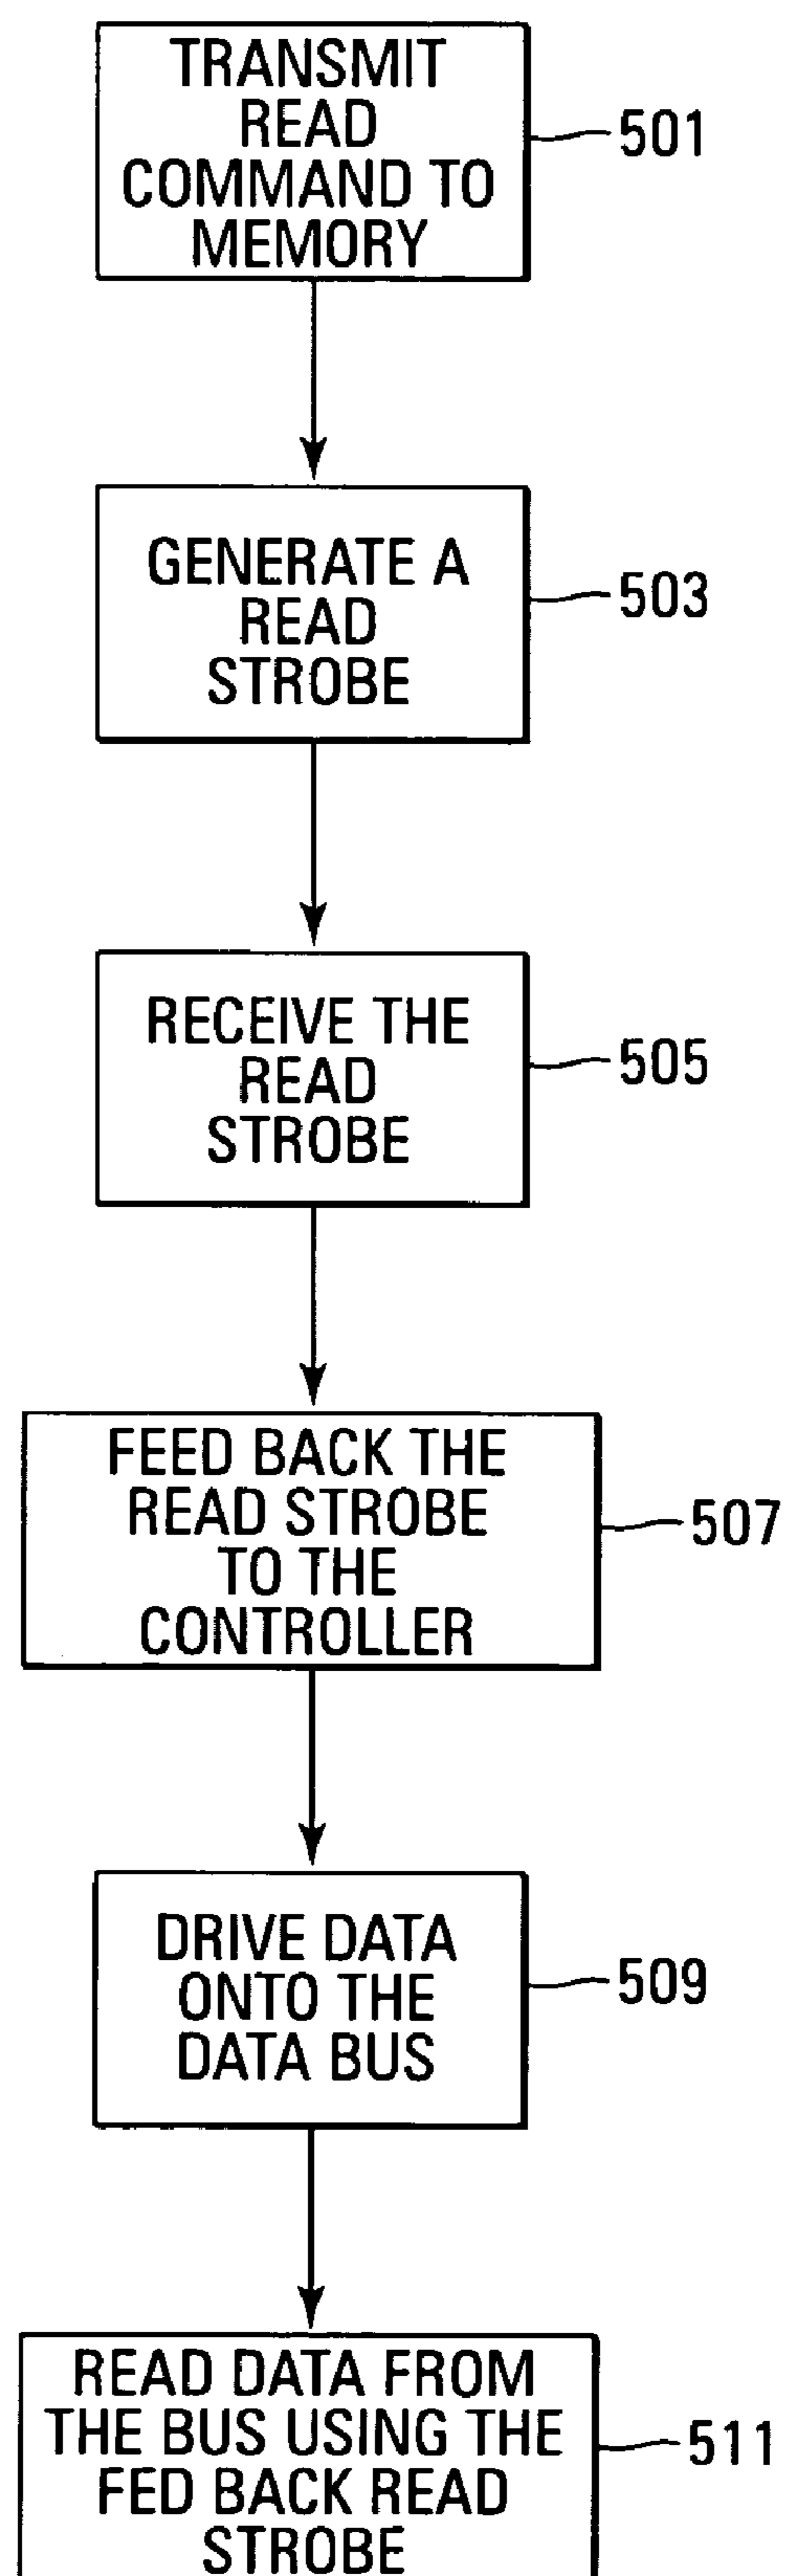 TRANSMIT
READ
COMMAND TO
MEMORY
501
GENERATE A
READ
STROBE
503
RECEIVE THE
READ
STROBE
505
FEED BACK THE
READ STROBE
TO THE
CONTROLLER
507
DRIVE DATA
ONTO THE
DATA BUS
509
READ DATA FROM
THE BUS USING THE
FED BACK READ
STROBE
511